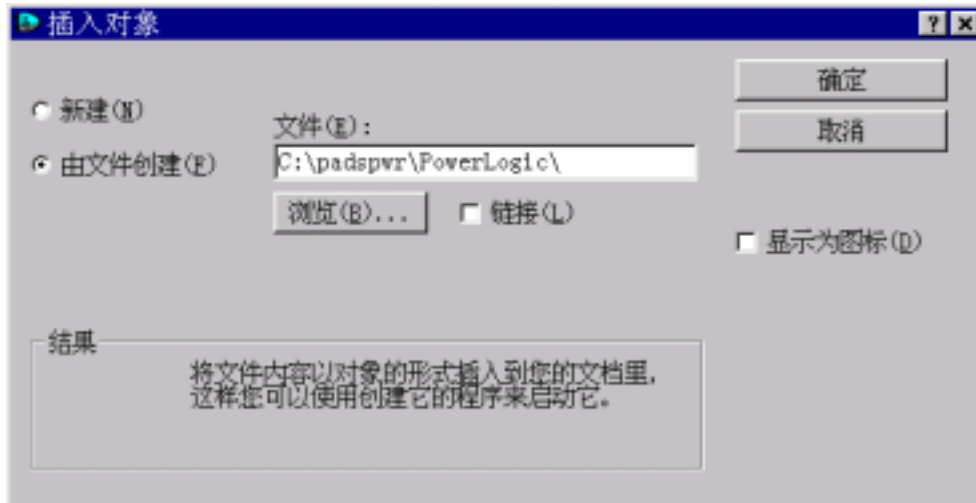 插入对象
新建(N)
由文件创建(F)
文件(E):
C:\padspwr\PowerLogic\
浏览(B)...
链接(L)
确定
取消
显示为图标(D)
结果
将文件内容以对象的形式插入到您的文档里，
这样您可以使用创建它的程序来启动它。